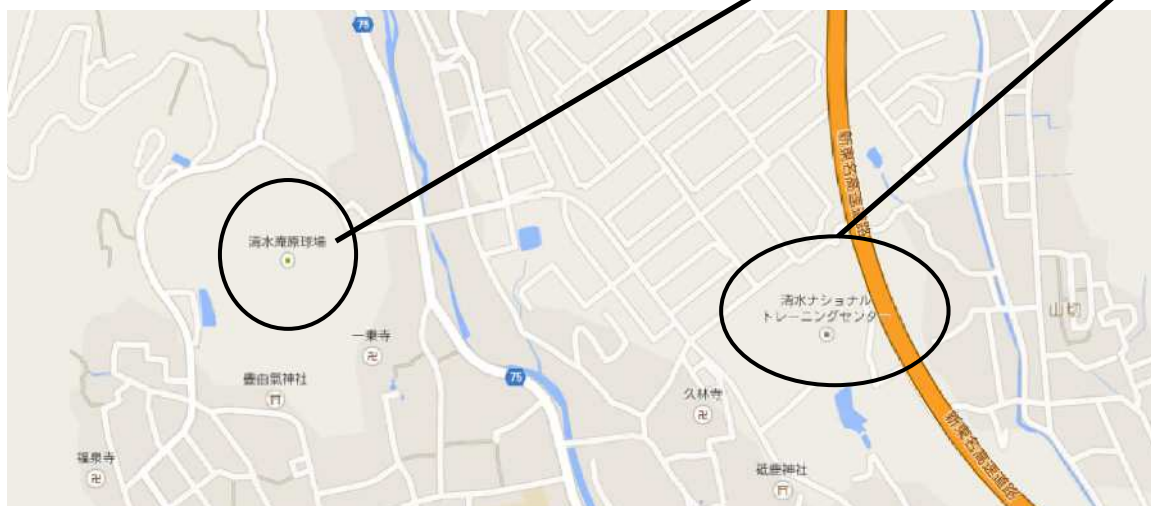 75
新東名高速道路
清水庵原球場
清水ナショナル
トレーニングセンター
山切
一乗寺
豊由氣神社
75
久林寺
福泉寺
砥鹿神社
新東名高速道路